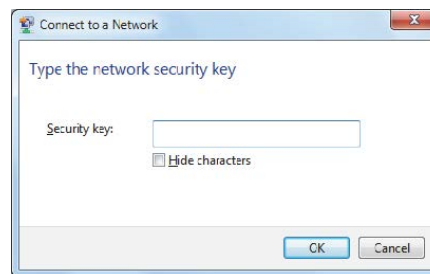 Connect to a Network
Type the network security key
Security key:
Hide characters
OK
Cancel